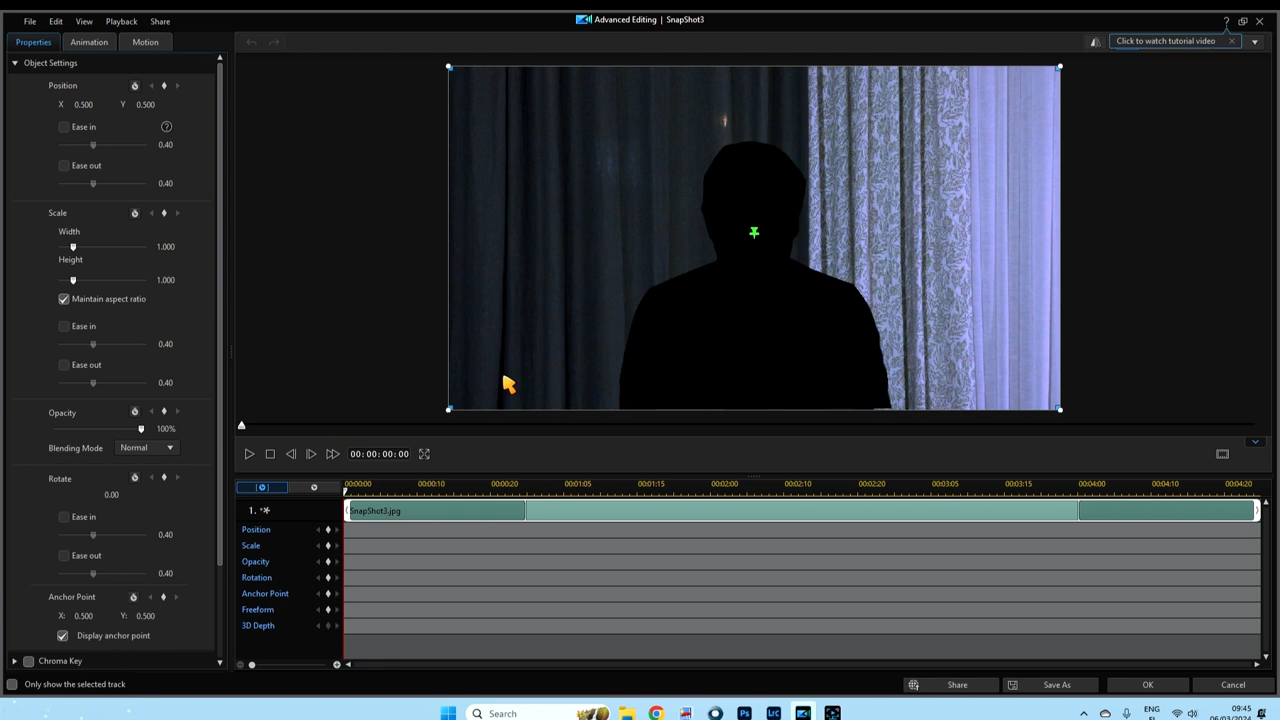 Advanced Editing | SnapShot3
File Edit View Playback Share
?
Properties Animation Motion
Click to watch tutorial video
Object Settings
Position
X 0.500 Y 0.500
Ease in
0.40
Ease out
0.40
Scale
Width
1.000
Height
1.000
Maintain aspect ratio
Ease in
0.40
Ease out
0.40
Opacity
100%
Blending Mode Normal
Rotate
0.00
Ease in
0.40
Ease out
0.40
Anchor Point
X: 0.500 Y: 0.500
Display anchor point
Chroma Key
Only show the selected track
00:00:00:00
00:00:00 00:00:10 00:00:20 00:01:05 00:01:15 00:02:00 00:02:10 00:02:20 00:03:05 00:03:15 00:04:00 00:04:10 00:04:20
1.
SnapShot3.jpg
Position
Scale
Opacity
Rotation
Anchor Point
Freeform
3D Depth
Share Save As OK Cancel
Search
Ps Lrc
ENG
FI
09:45
06/03/2024